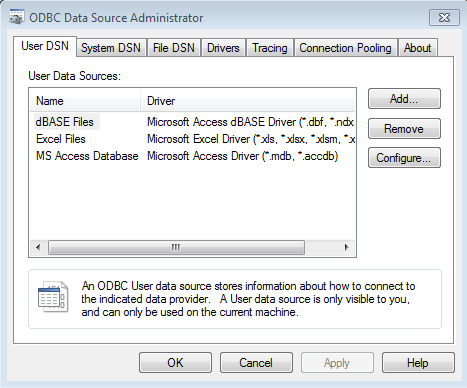 ODBC Data Source Administrator
User DSN System DSN File DSN Drivers Tracing Connection Pooling About
User Data Sources:
Name Driver
dBASE Files Microsoft Access dBASE Driver (*.dbf, *.ndx
Excel Files Microsoft Excel Driver (*.xls, *.xlsx, *.xlsm, *.x
MS Access Database Microsoft Access Driver (*.mdb, *.accdb)
Add...
Remove
Configure...
An ODBC User data source stores information about how to connect to
the indicated data provider. A User data source is only visible to you,
and can only be used on the current machine.
OK Cancel Apply Help